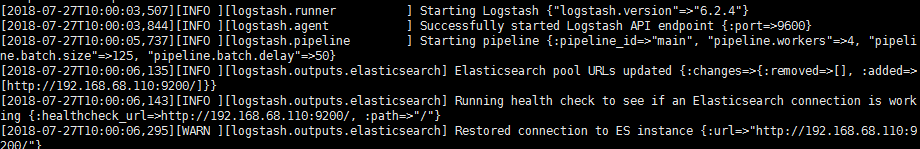 [2018-07-27T10:00:03,507][INFO ][logstash.runner          ] Starting Logstash {"logstash.version"=>"6.2.4"}
[2018-07-27T10:00:03,844][INFO ][logstash.agent           ] Successfully started Logstash API endpoint {:port=>9600}
[2018-07-27T10:00:05,737][INFO ][logstash.pipeline        ] Starting pipeline {:pipeline_id=>"main", "pipeline.workers"=>4, "pipeli
ne.batch.size"=>125, "pipeline.batch.delay"=>50}
[2018-07-27T10:00:06,135][INFO ][logstash.outputs.elasticsearch] Elasticsearch pool URLs updated {:changes=>{:removed=>[], :added=>
[http://192.168.68.110:9200/]}}
[2018-07-27T10:00:06,143][INFO ][logstash.outputs.elasticsearch] Running health check to see if an Elasticsearch connection is work
ing {:healthcheck_url=>http://192.168.68.110:9200/, :path=>"/"}
[2018-07-27T10:00:06,295][WARN ][logstash.outputs.elasticsearch] Restored connection to ES instance {:url=>"http://192.168.68.110:9
200/"}